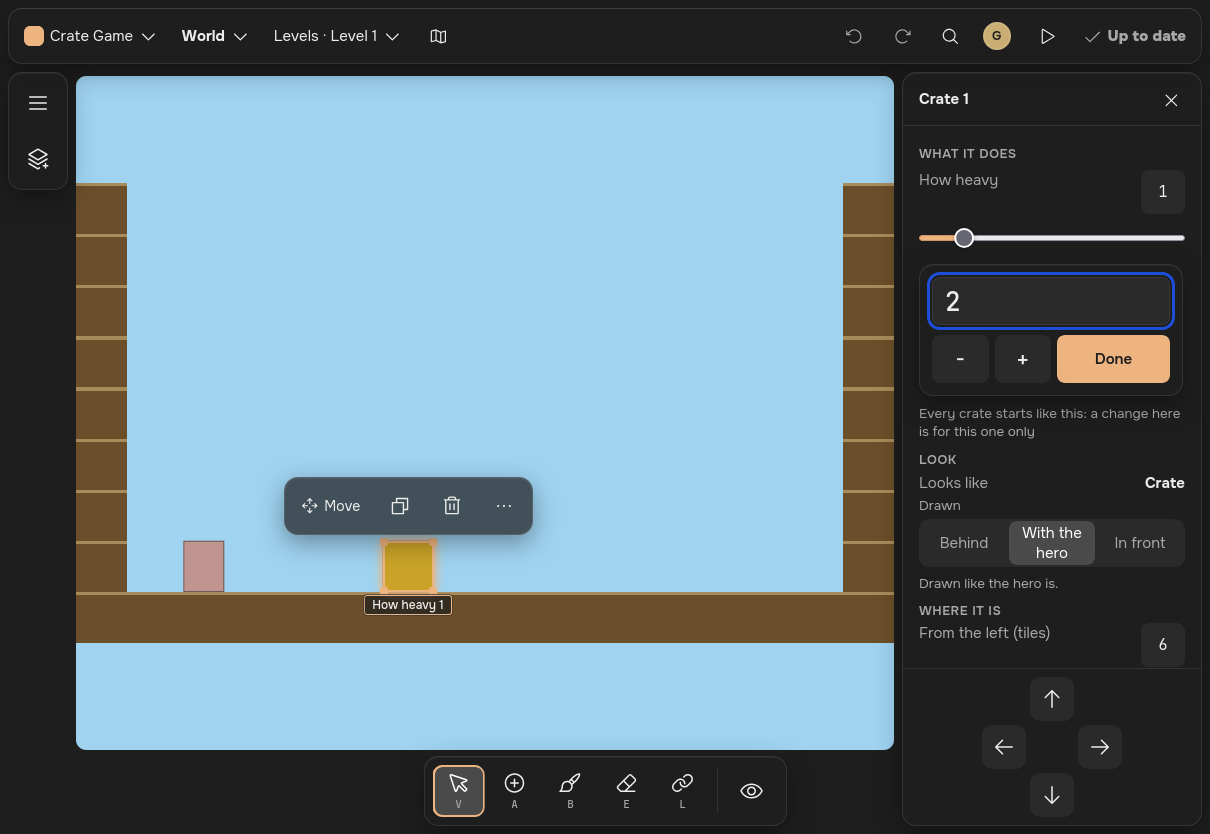 Crate Game
World
Levels · Level 1
G
Up to date
Crate 1
WHAT IT DOES
How heavy
1
2
-
+
Done
Every crate starts like this: a change here
is for this one only
LOOK
Looks like
Crate
Drawn
Behind
With the
hero
In front
Drawn like the hero is.
WHERE IT IS
From the left (tiles)
6
Move
How heavy 1
V
A
B
E
L